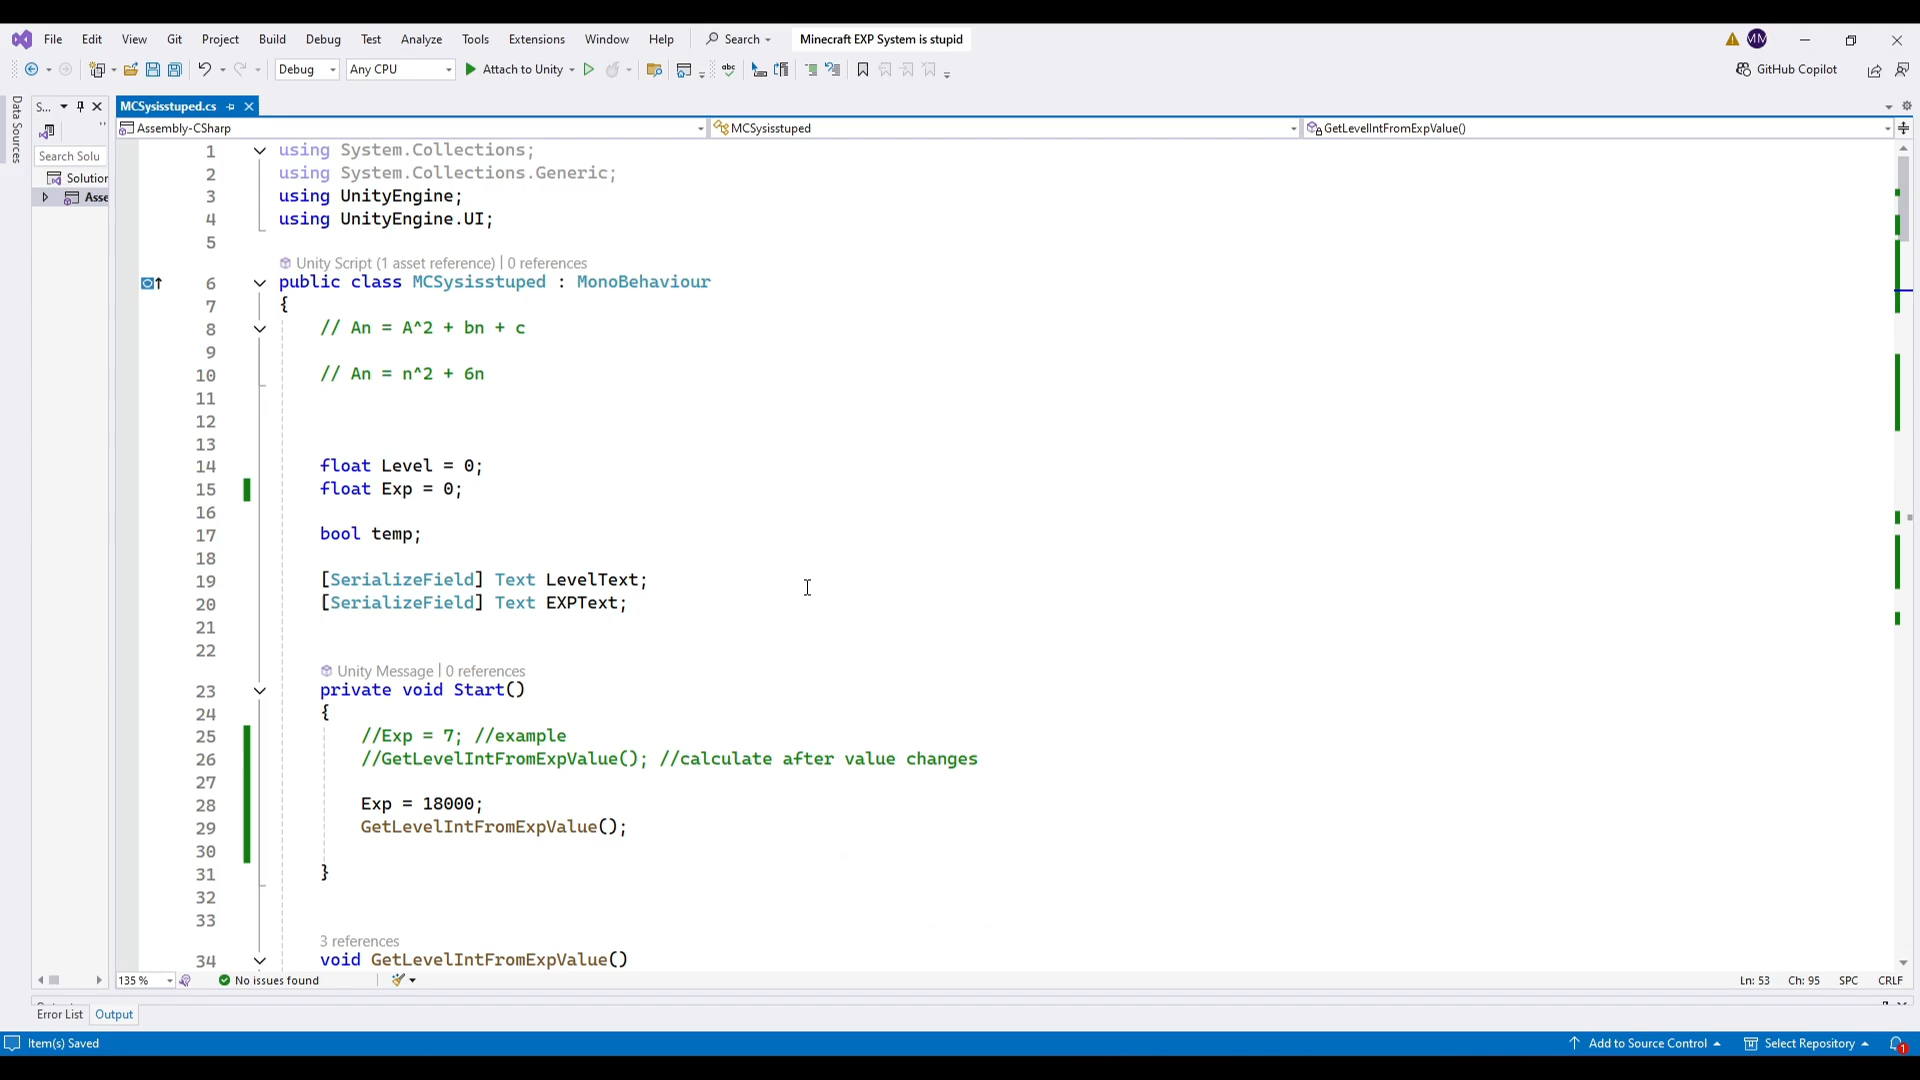 File Edit View Git Project Build Debug Test Analyze Tools Extensions Window Help Search Minecraft EXP System is stupid MM
Debug Any CPU Attach to Unity abc GitHub Copilot
Data Sources
S... MCSysisstuped.cs
Assembly-CSharp MCSysisstuped GetLevelIntFromExpValue()
Search Solu
Solution
Asse
1 using System.Collections;
2 using System.Collections.Generic;
3 using UnityEngine;
4 using UnityEngine.UI;
5
Unity Script (1 asset reference) | 0 references
6 public class MCSysisstuped : MonoBehaviour
7 {
8 // An = A^2 + bn + c
9
10 // An = n^2 + 6n
11
12
13
14 float Level = 0;
15 float Exp = 0;
16
17 bool temp;
18
19 [SerializeField] Text LevelText;
20 [SerializeField] Text EXPText;
21
22
Unity Message | 0 references
23 private void Start()
24 {
25 //Exp = 7; //example
26 //GetLevelIntFromExpValue(); //calculate after value changes
27
28 Exp = 18000;
29 GetLevelIntFromExpValue();
30
31 }
32
33
3 references
34 void GetLevelIntFromExpValue()
135 % No issues found Ln: 53 Ch: 95 SPC CRLF
Error List Output
Item(s) Saved Add to Source Control Select Repository 1